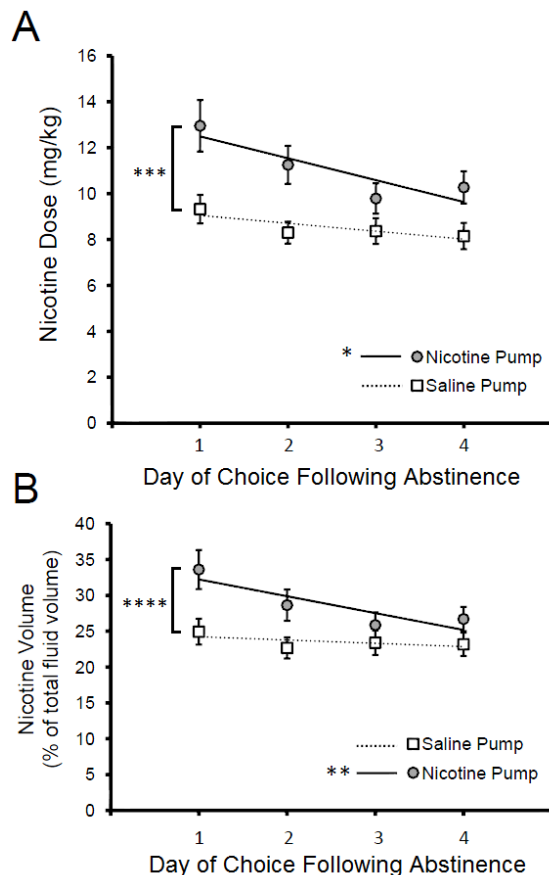 A
16
14
12
10
8
6
4
2
0
Nicotine Dose (mg/kg)
***
* Nicotine Pump
Saline Pump
1 2 3 4
Day of Choice Following Abstinence
B
40
35
30
25
20
15
10
5
0
Nicotine Volume
(% of total fluid volume)
****
Saline Pump
** Nicotine Pump
1 2 3 4
Day of Choice Following Abstinence